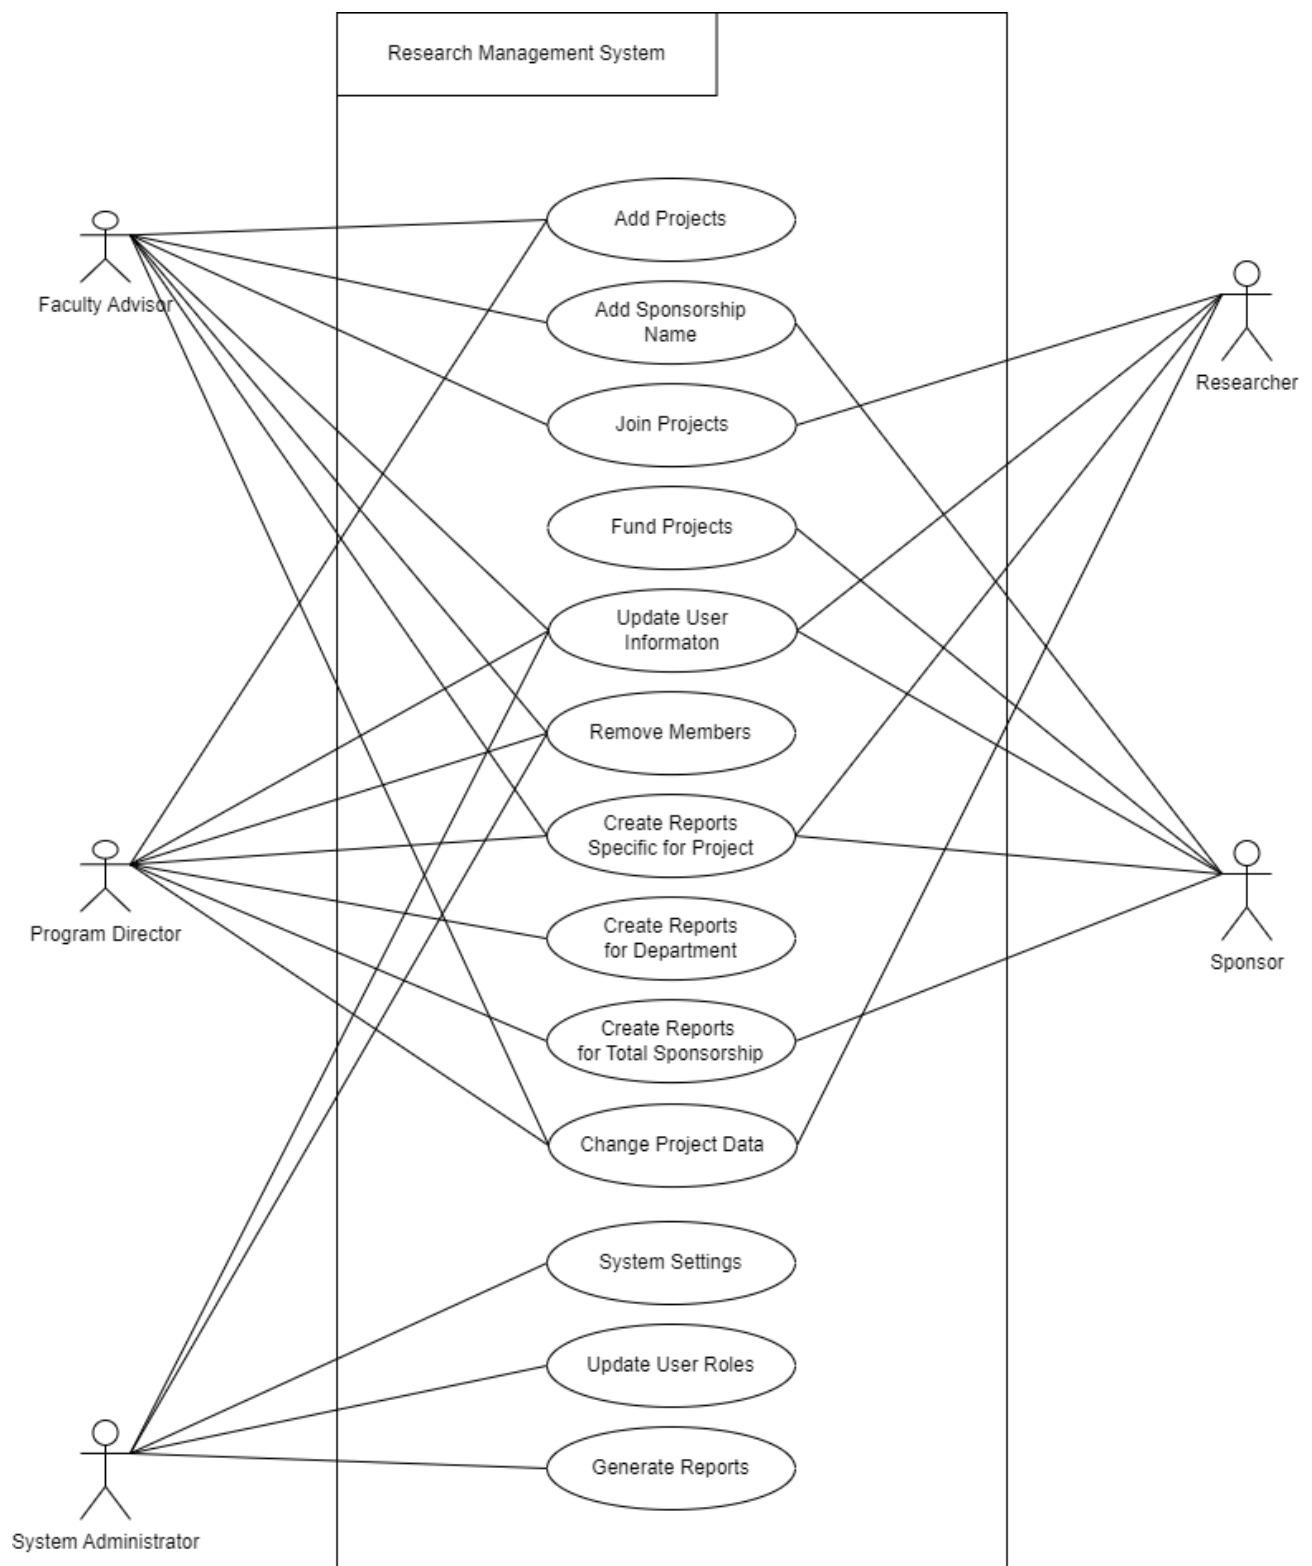 Research Management System
Add Projects
Faculty Advisor
Add Sponsorship
Name
Researcher
Join Projects
Fund Projects
Update User
Informaton
Remove Members
Create Reports
Specific for Project
Program Director
Create Reports
for Department
Sponsor
Create Reports
for Total Sponsorship
Change Project Data
System Settings
Update User Roles
Generate Reports
System Administrator